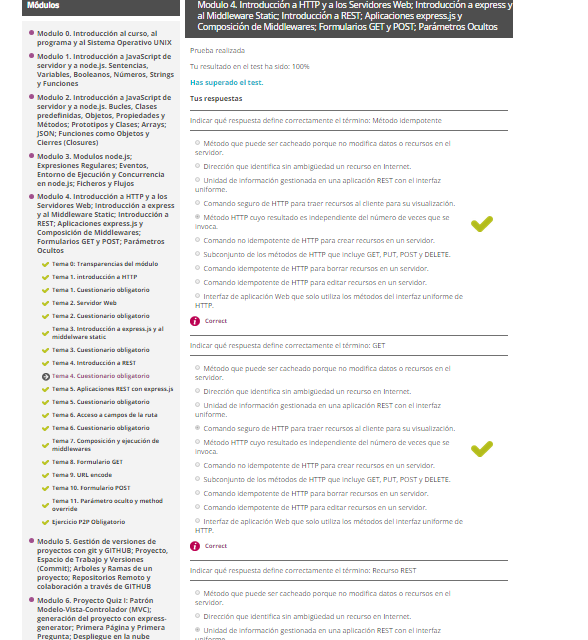 Módulos
Modulo 0. Introducción al curso, al
programa y al Sistema Operativo UNIX
Modulo 1. Introducción a JavaScript de
servidor y a node.js. Sentencias,
Variables, Booleanos, Números, Strings
y Funciones
Modulo 2. Introducción a JavaScript de
servidor y a node.js. Bucles, Clases
predefinidas, Objetos, Propiedades y
Métodos; Prototipos y Clases; Arrays;
JSON; Funciones como Objetos y
Cierres (Closures)
Modulo 3. Modulos node.js;
Expresiones Regulares; Eventos,
Entorno de Ejecución y Concurrencia
en node.js; Ficheros y Flujos
Modulo 4. Introducción a HTTP y a los
Servidores Web; Introducción a express
y al Middleware Static; Introducción a
REST; Aplicaciones express.js y
Composición de Middlewares;
Formularios GET y POST; Parámetros
Ocultos
Tema 0: Transparencias del módulo
Tema 1. introducción a HTTP
Tema 1. Cuestionario obligatorio
Tema 2. Servidor Web
Tema 2. Cuestionario obligatorio
Tema 3. Introducción a express.js y al
middelware static
Tema 3. Cuestionario obligatorio
Tema 4. Introducción a REST
Tema 4. Cuestionario obligatorio
Tema 5. Aplicaciones REST con express.js
Tema 5. Cuestionario obligatorio
Tema 6. Acceso a campos de la ruta
Tema 6. Cuestionario obligatorio
Tema 7. Composición y ejecución de
middlewares
Tema 8. Formulario GET
Tema 9. URL encode
Tema 10. Formulario POST
Tema 11. Parámetro oculto y method
override
Ejercicio P2P Obligatorio
Modulo 5. Gestión de versiones de
proyectos con git y GITHUB; Proyecto,
Espacio de Trabajo y Versiones
(Commit); Arboles y Ramas de un
proyecto; Repositorios Remoto y
colaboración a través de GITHUB
Modulo 6. Proyecto Quiz I: Patrón
Modelo-Vista-Controlador (MVC);
generación del proyecto con express-
generator; Primera Página y Primera
Pregunta; Despliegue en la nube
Modulo 4. Introducción a HTTP y a los Servidores Web; Introducción a express y
al Middleware Static; Introducción a REST; Aplicaciones express.js y
Composición de Middlewares; Formularios GET y POST; Parámetros Ocultos
Prueba realizada
Tu resultado en el test ha sido: 100%
Has superado el test.
Tus respuestas
Indicar qué respuesta define correctamente el término: Método idempotente
Método que puede ser cacheado porque no modifica datos o recursos en el
servidor.
Dirección que identifica sin ambigüedad un recurso en Internet.
Unidad de información gestionada en una aplicación REST con el interfaz
uniforme.
Comando seguro de HTTP para traer recursos al cliente para su visualización.
Método HTTP cuyo resultado es independiente del número de veces que se
invoca.
Comando no idempotente de HTTP para crear recursos en un servidor.
Subconjunto de los métodos de HTTP que incluye GET, PUT, POST y DELETE.
Comando idempotente de HTTP para borrar recursos en un servidor.
Comando idempotente de HTTP para editar recursos en un servidor.
Interfaz de aplicación Web que solo utiliza los métodos del interfaz uniforme de
HTTP.
i Correct
Indicar qué respuesta define correctamente el término: GET
Método que puede ser cacheado porque no modifica datos o recursos en el
servidor.
Dirección que identifica sin ambigüedad un recurso en Internet.
Unidad de información gestionada en una aplicación REST con el interfaz
uniforme.
Comando seguro de HTTP para traer recursos al cliente para su visualización.
Método HTTP cuyo resultado es independiente del número de veces que se
invoca.
Comando no idempotente de HTTP para crear recursos en un servidor.
Subconjunto de los métodos de HTTP que incluye GET, PUT, POST y DELETE.
Comando idempotente de HTTP para borrar recursos en un servidor.
Comando idempotente de HTTP para editar recursos en un servidor.
Interfaz de aplicación Web que solo utiliza los métodos del interfaz uniforme de
HTTP.
i Correct
Indicar qué respuesta define correctamente el término: Recurso REST
Método que puede ser cacheado porque no modifica datos o recursos en el
servidor.
Dirección que identifica sin ambigüedad un recurso en Internet.
Unidad de información gestionada en una aplicación REST con el interfaz
uniforme.